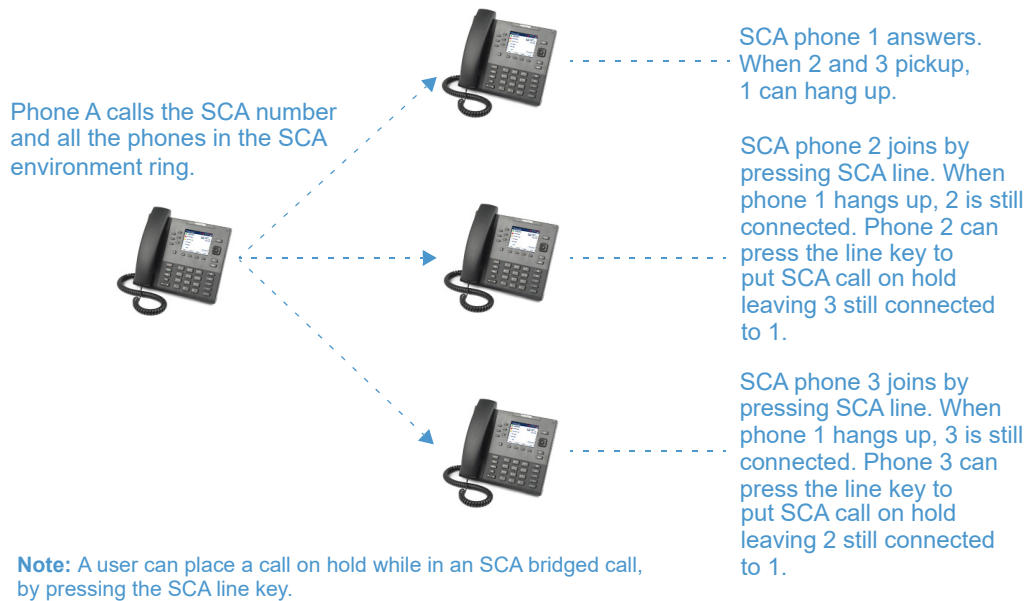 Phone A calls the SCA number
and all the phones in the SCA
environment ring.
SCA phone 1 answers.
When 2 and 3 pickup,
1 can hang up.
SCA phone 2 joins by
pressing SCA line. When
phone 1 hangs up, 2 is still
connected. Phone 2 can
press the line key to
put SCA call on hold
leaving 3 still connected
to 1.
SCA phone 3 joins by
pressing SCA line. When
phone 1 hangs up, 3 is still
connected. Phone 3 can
press the line key to
put SCA call on hold
leaving 2 still connected
to 1.
Note: A user can place a call on hold while in an SCA bridged call,
by pressing the SCA line key.